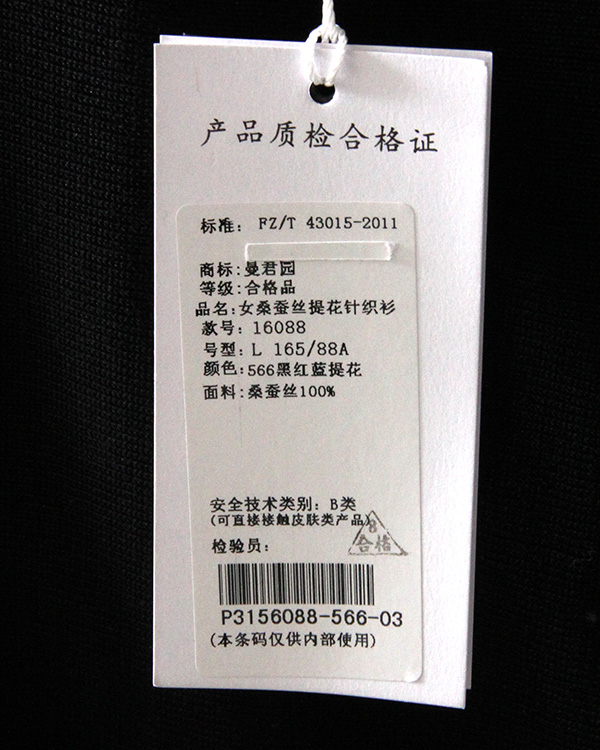 产品质检合格证
标准: FZ/T 43015-2011
商标:曼君园
等级:合格品
品名:女桑蚕丝提花针织衫
款号: 16088
号型: L 165/88A
颜色:566黑红蓝提花
面料:桑蚕丝100%
安全技术类别: B类
(可直接接触皮肤类产品)
检验员:
8
合格
P3156088-566-03
(本条码仅供内部使用)